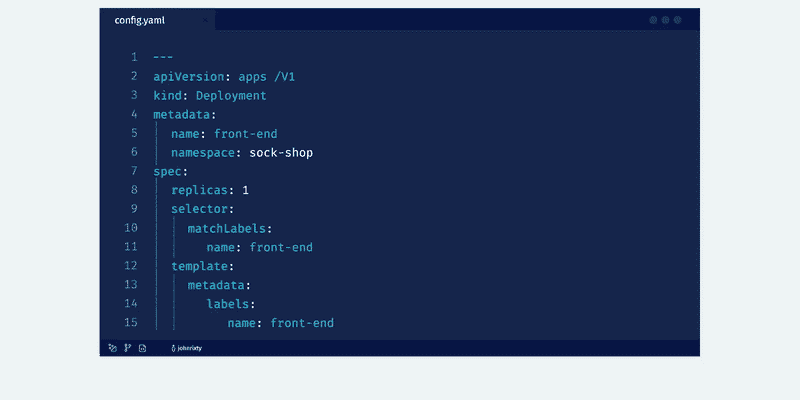 config.yaml
1 ---
2 apiVersion: apps /V1
3 kind: Deployment
4 metadata:
5 name: front-end
6 namespace: sock-shop
7 spec:
8 replicas: 1
9 selector:
10 matchLabels:
11 name: front-end
12 template:
13 metadata:
14 labels:
15 name: front-end
johnrixty